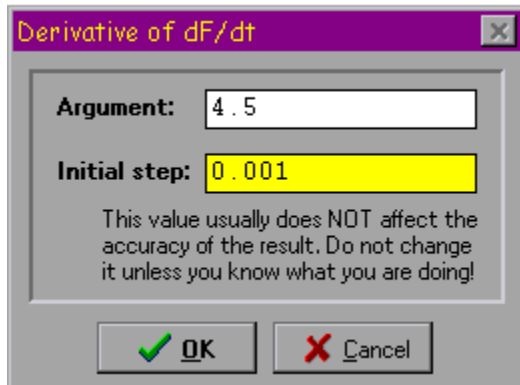 Derivative of dF/dt
Argument: 4.5
Initial step: 0.001
This value usually does NOT affect the
accuracy of the result. Do not change
it unless you know what you are doing!
OK Cancel